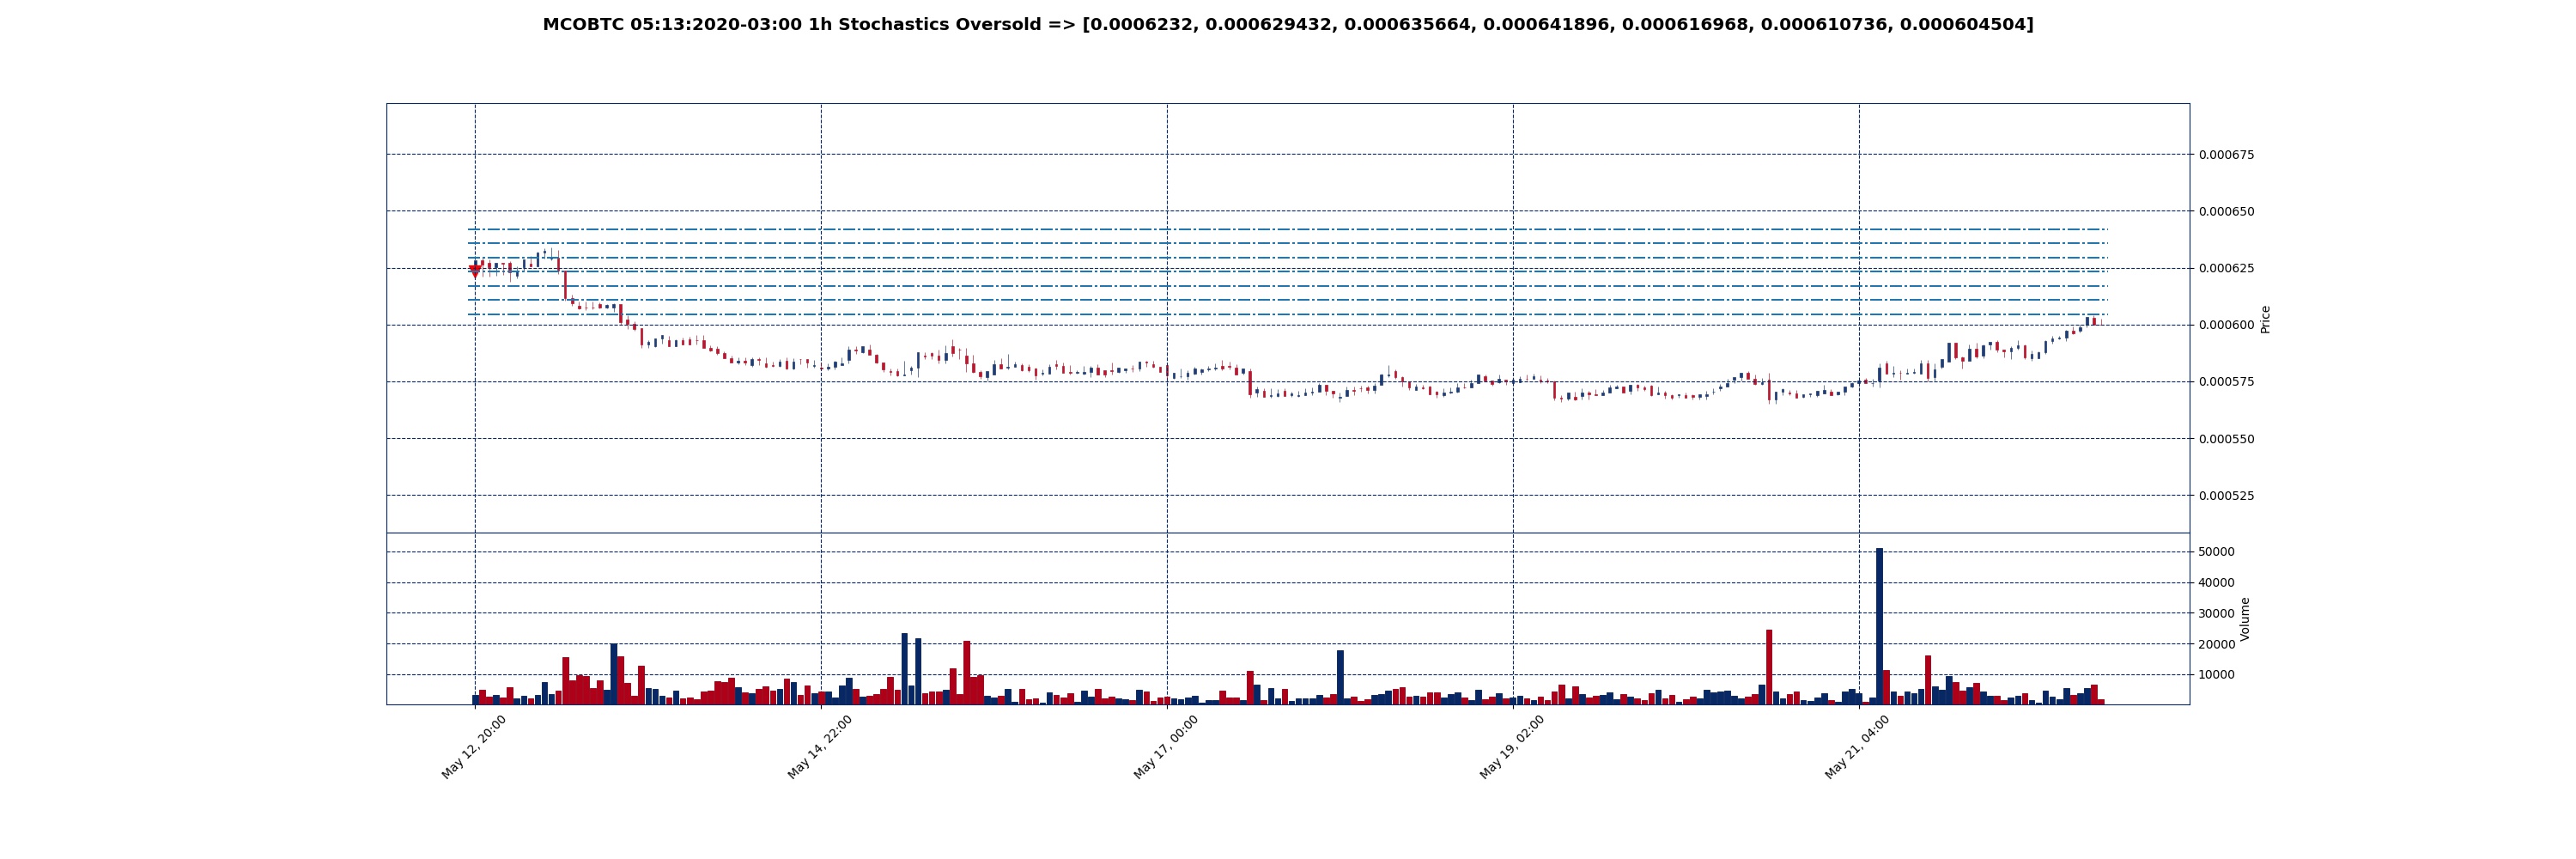 MCOBTC 05:13:2020-03:00 1h Stochastics Oversold => [0.0006232, 0.000629432, 0.000635664, 0.000641896, 0.000616968, 0.000610736, 0.000604504]
0.000675
0.000650
0.000625
0.000600
0.000575
0.000550
0.000525
Price
50000
40000
30000
20000
10000
Volume
May 12, 20:00
May 14, 22:00
May 17, 00:00
May 19, 02:00
May 21, 04:00